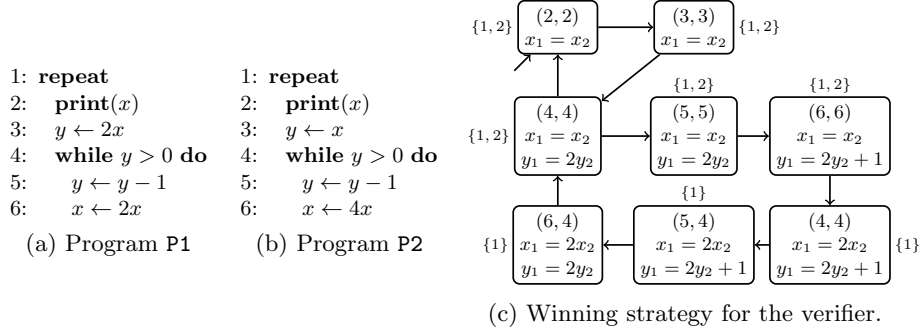 1: repeat
2: print(x)
3: y ← 2x
4: while y > 0 do
5: y ← y − 1
6: x ← 2x
(a) Program P1
1: repeat
2: print(x)
3: y ← x
4: while y > 0 do
5: y ← y − 1
6: x ← 4x
(b) Program P2
{1, 2}
(2, 2)
x₁ = x₂
(3, 3)
x₁ = x₂
{1, 2}
{1, 2}
(4, 4)
x₁ = x₂
y₁ = 2y₂
{1, 2}
(5, 5)
x₁ = x₂
y₁ = 2y₂
{1, 2}
(6, 6)
x₁ = x₂
y₁ = 2y₂ + 1
{1}
(6, 4)
x₁ = 2x₂
y₁ = 2y₂
{1}
(5, 4)
x₁ = 2x₂
y₁ = 2y₂ + 1
(4, 4)
x₁ = 2x₂
y₁ = 2y₂ + 1
{1}
(c) Winning strategy for the verifier.